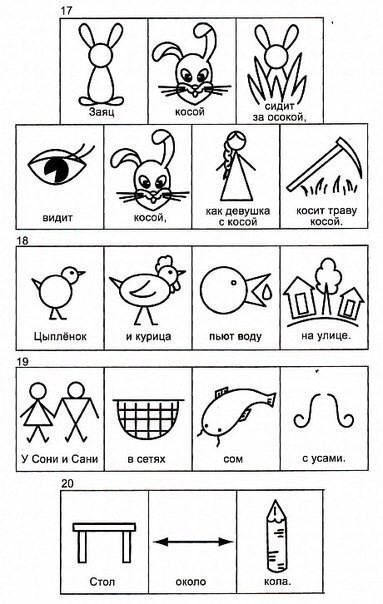 17
Заяц
косой
сидит
за осокой,
видит
косой,
как девушка
с косой
косит траву
косой.
18
Цыплёнок
и курица
пьют воду
на улице.
19
У Сони и Сани
в сетях
сом
с усами.
20
Стол
около
кола.